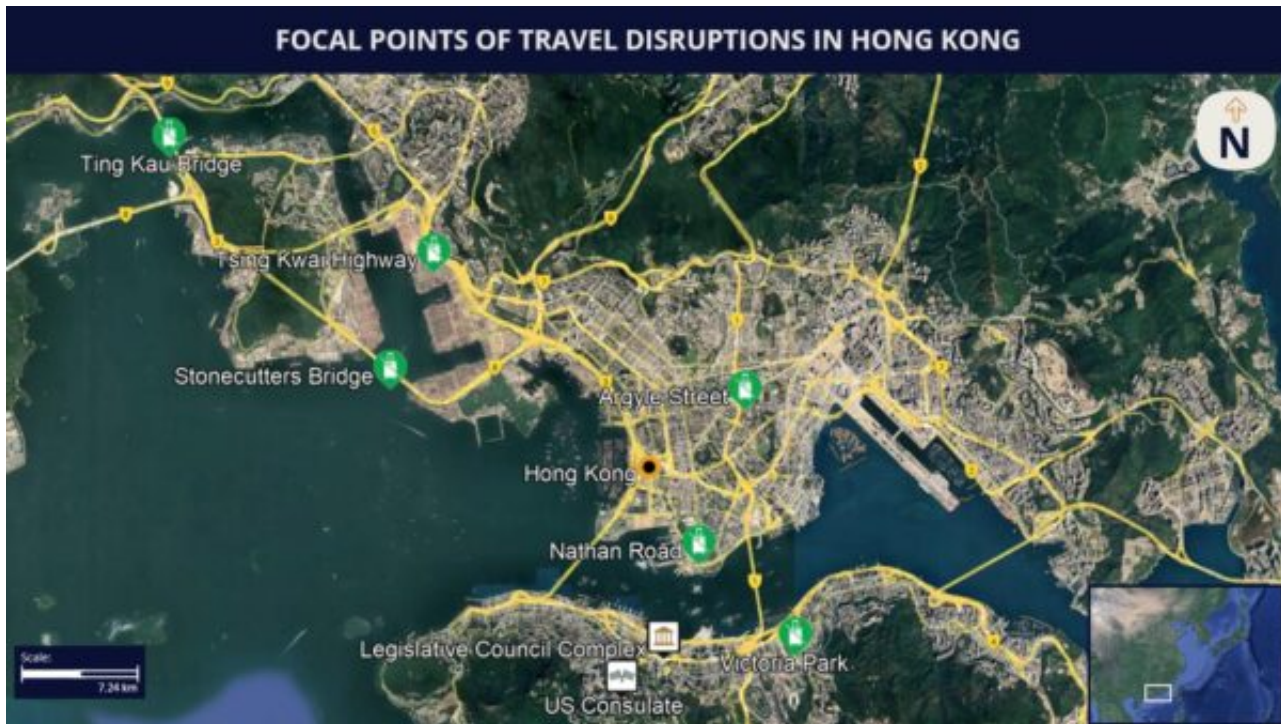 FOCAL POINTS OF TRAVEL DISRUPTIONS IN HONG KONG
N
Ting Kau Bridge
Tsing Kwai Highway
Stonecutters Bridge
Argyle Street
Hong Kong
Nathan Road
Legislative Council Complex
Victoria Park
US Consulate
Scale:
7.24 km